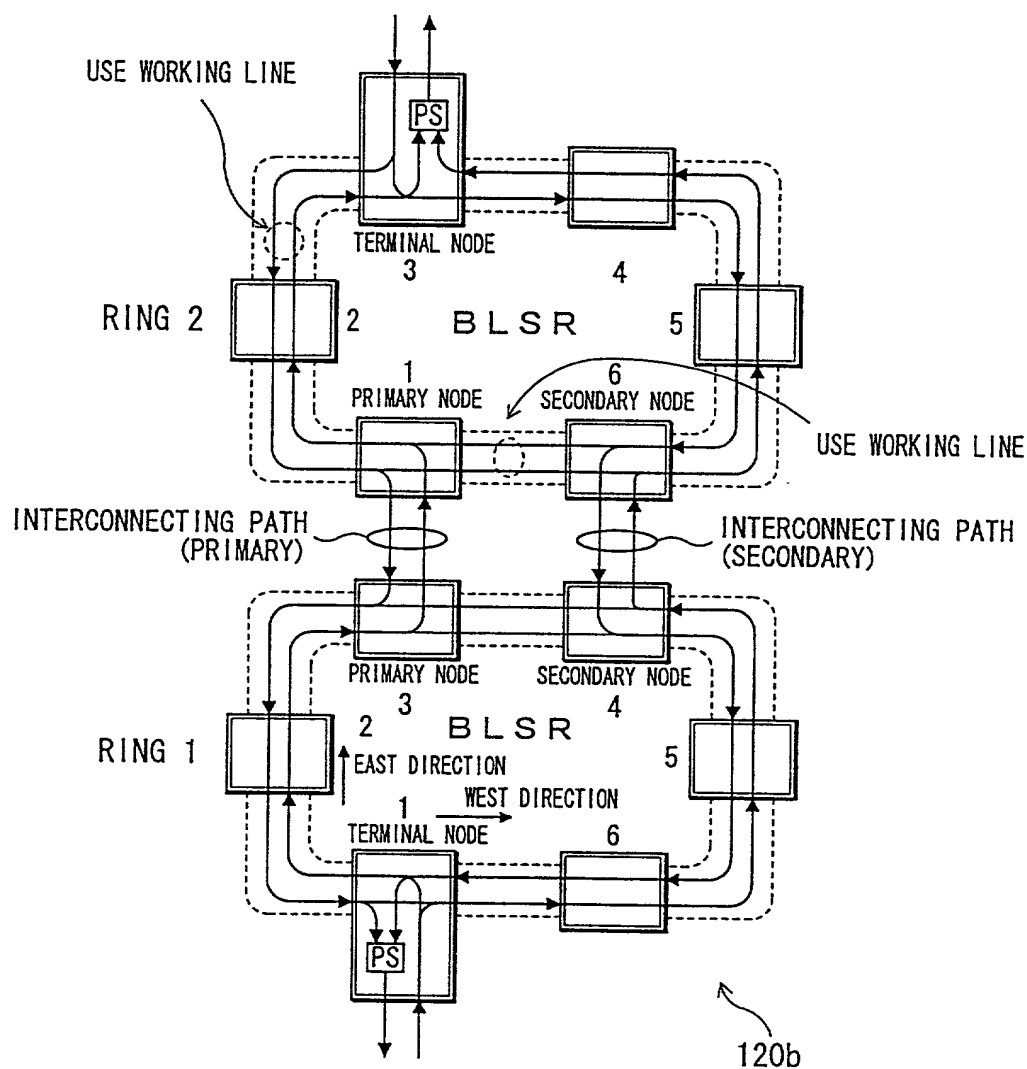 USE WORKING LINE
PS
TERMINAL NODE
3
4
RING 2
2
BLSR
5
1
PRIMARY NODE
6
SECONDARY NODE
USE WORKING LINE
INTERCONNECTING PATH
(PRIMARY)
INTERCONNECTING PATH
(SECONDARY)
PRIMARY NODE
3
SECONDARY NODE
4
RING 1
2
BLSR
5
EAST DIRECTION
WEST DIRECTION
1
TERMINAL NODE
6
PS
120b